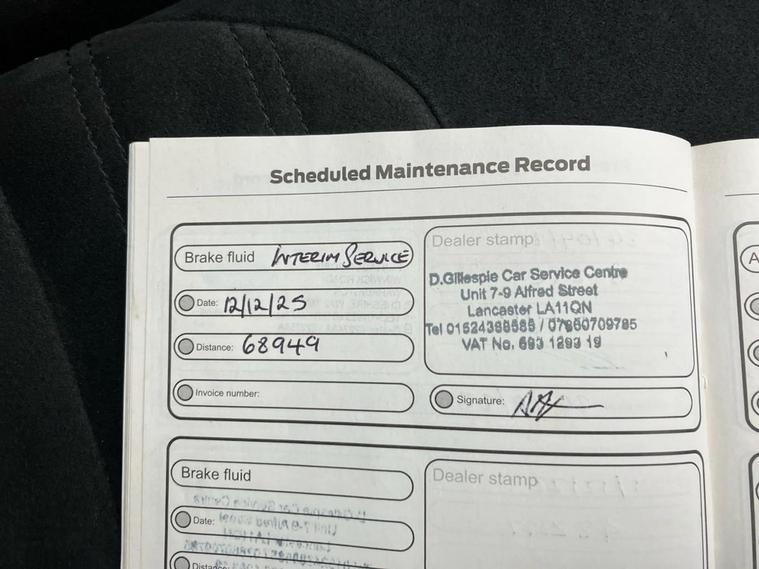 Scheduled Maintenance Record
Brake fluid INTERIM SERVICE
Dealer stamp
Date: 12/12/25
D.Gillespie Car Service Centre
Unit 7-9 Alfred Street
Lancaster LA11QN
Distance: 68949
Tel 01524388585 / 07850709785
VAT No. 693 1293 19
Invoice number:
Signature:
Brake fluid
Dealer stamp
Date:
Distance
A